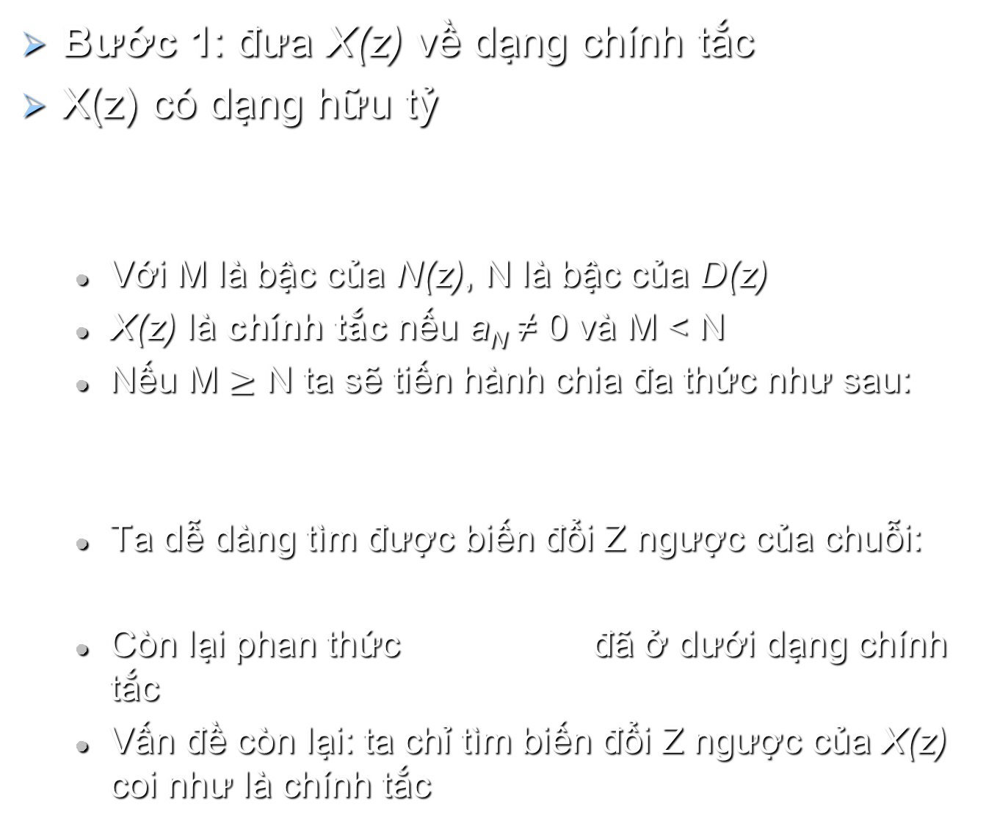 Bước 1: đưa X(z) về dạng chính tắc
X(z) có dạng hữu tỷ
Với M là bậc của N(z), N là bậc của D(z)
X(z) là chính tắc nếu aN ≠ 0 và M < N
Nếu M ≥ N ta sẽ tiến hành chia đa thức như sau:
Ta dễ dàng tìm được biến đổi Z ngược của chuỗi:
Còn lại phan thức đã ở dưới dạng chính
tắc
Vấn đề còn lại: ta chỉ tìm biến đổi Z ngược của X(z)
coi như là chính tắc